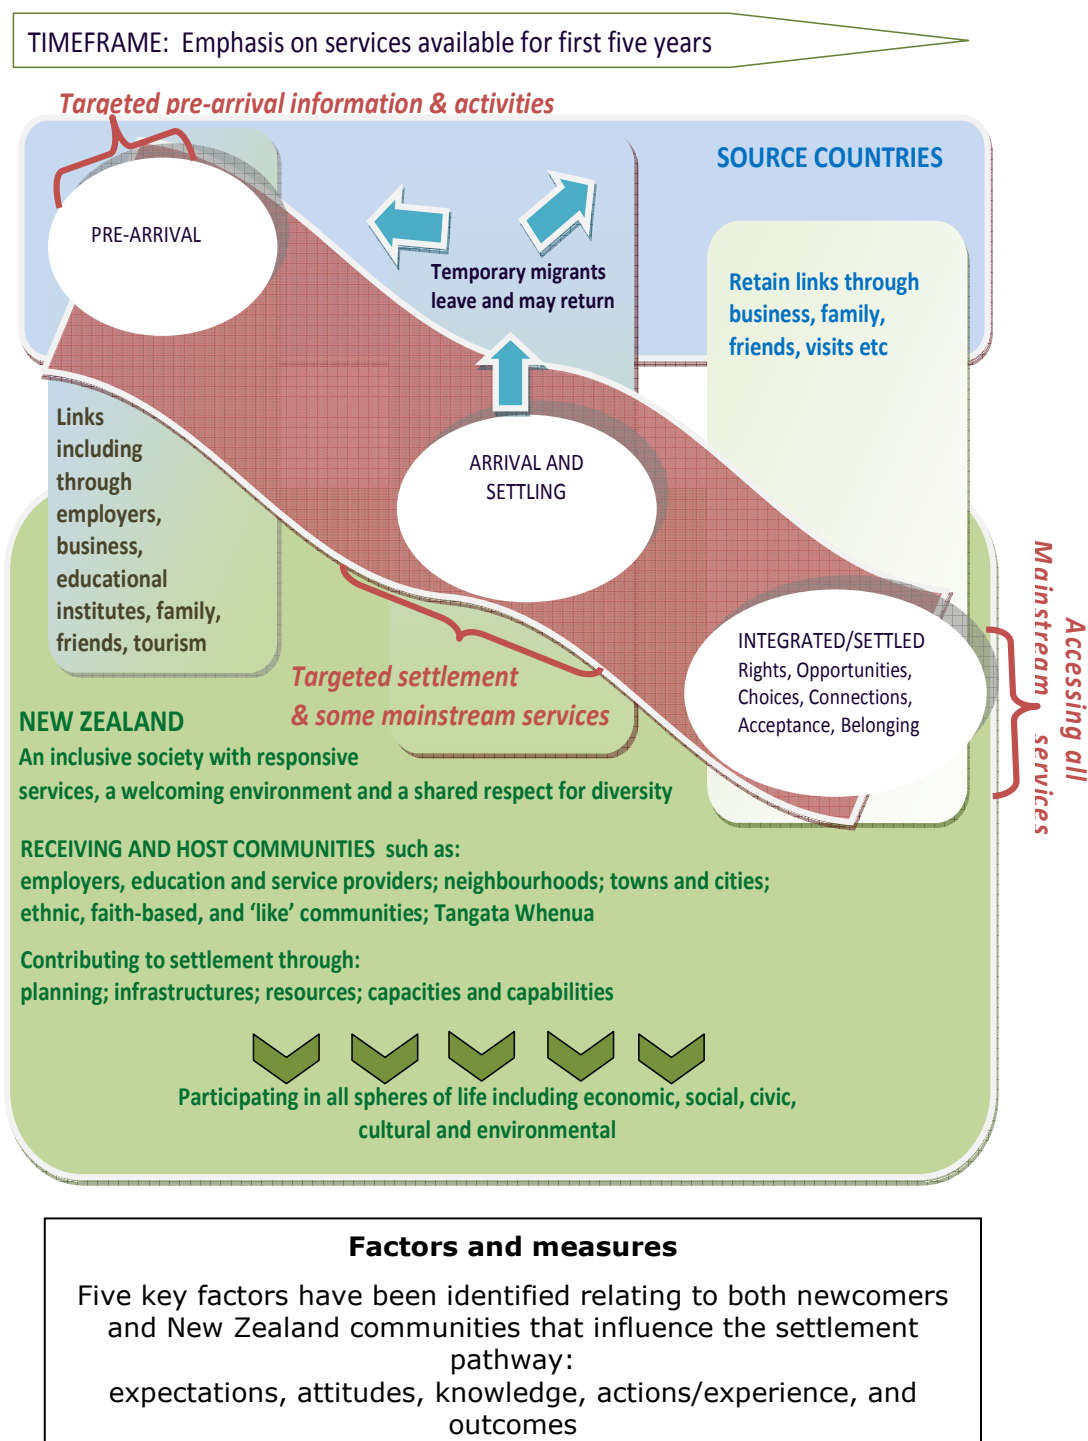 TIMEFRAME: Emphasis on services available for first five years
Targeted pre-arrival information & activities
SOURCE COUNTRIES
PRE-ARRIVAL
Temporary migrants
leave and may return
Retain links through
business, family,
friends, visits etc
Links
including
through
employers,
business,
educational
institutes, family,
friends, tourism
ARRIVAL AND
SETTLING
INTEGRATED/SETTLED
Rights, Opportunities,
Choices, Connections,
Acceptance, Belonging
Accessing all
Mainstream services
Targeted settlement
& some mainstream services
NEW ZEALAND
An inclusive society with responsive
services, a welcoming environment and a shared respect for diversity
RECEIVING AND HOST COMMUNITIES such as:
employers, education and service providers; neighbourhoods; towns and cities;
ethnic, faith-based, and ‘like’ communities; Tangata Whenua
Contributing to settlement through:
planning; infrastructures; resources; capacities and capabilities
Participating in all spheres of life including economic, social, civic,
cultural and environmental
Factors and measures
Five key factors have been identified relating to both newcomers
and New Zealand communities that influence the settlement
pathway:
expectations, attitudes, knowledge, actions/experience, and
outcomes